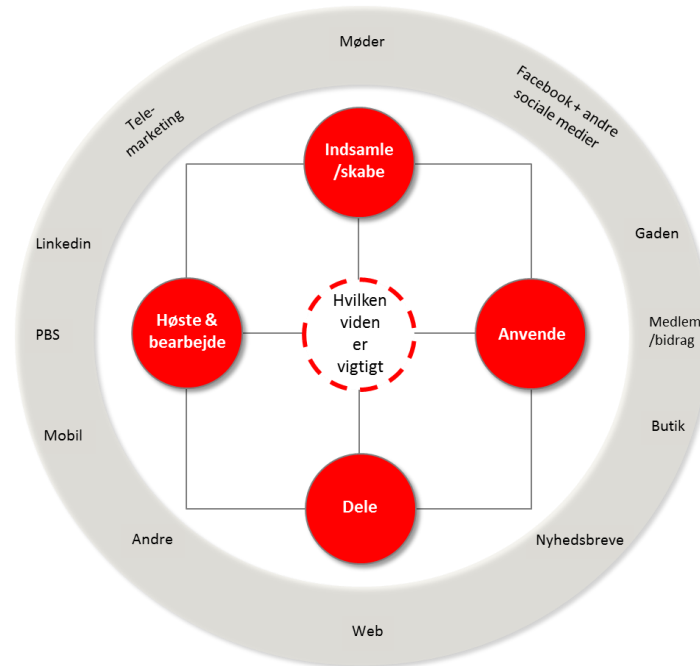 Møder
Facebook + andre
sociale medier
Tele-
marketing
Indsamle
/skabe
Gaden
Linkedin
Hvilken
viden
er
vigtigt
Høste &
bearbejde
Anvende
PBS
Medlem
/bidrag
Butik
Mobil
Dele
Andre
Nyhedsbreve
Web